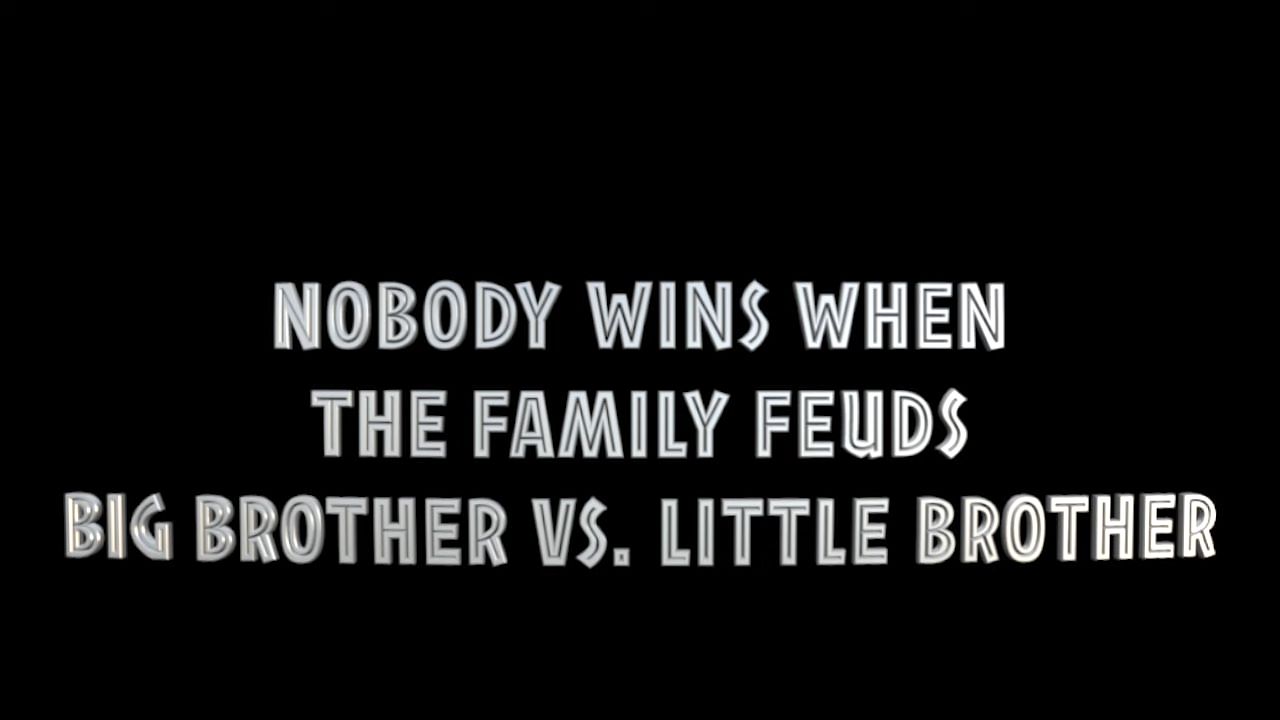 NOBODY WINS WHEN
THE FAMILY FEUDS
BIG BROTHER VS. LITTLE BROTHER